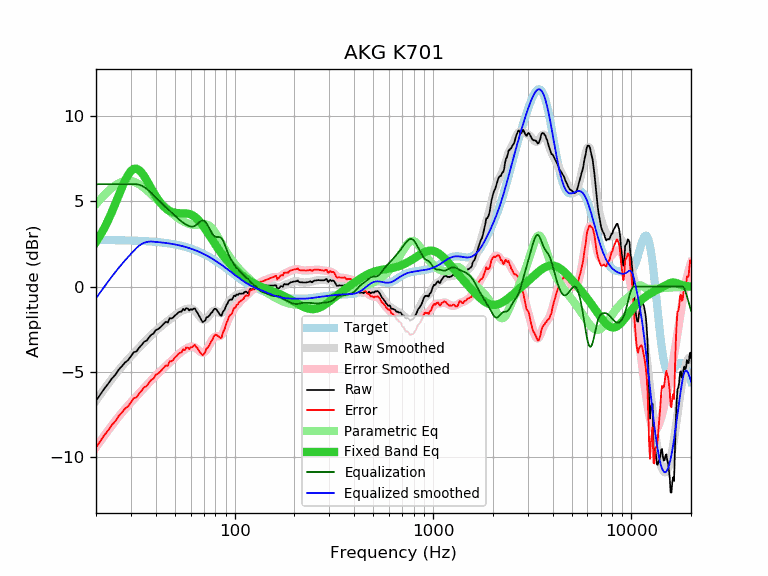 AKG K701
Amplitude (dBr)
10
5
0
−5
−10
Target
Raw Smoothed
Error Smoothed
Raw
Error
Parametric Eq
Fixed Band Eq
Equalization
Equalized smoothed
100 1000 10000
Frequency (Hz)